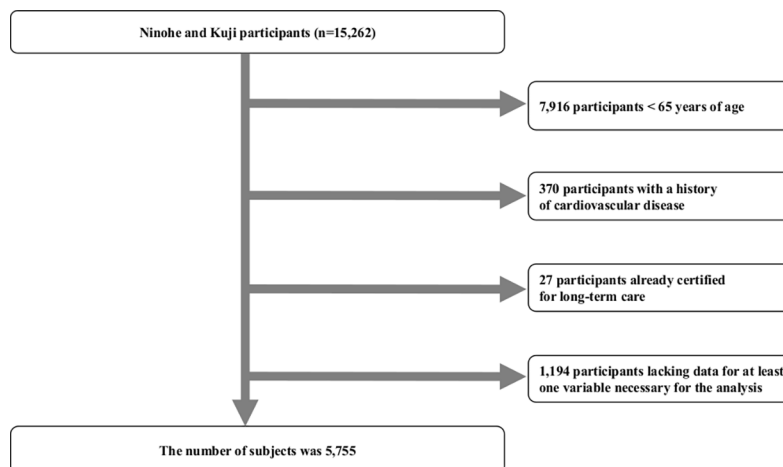 Ninohe and Kuji participants (n=15,262)
7,916 participants < 65 years of age
370 participants with a history
of cardiovascular disease
27 participants already certified
for long-term care
1,194 participants lacking data for at least
one variable necessary for the analysis
The number of subjects was 5,755